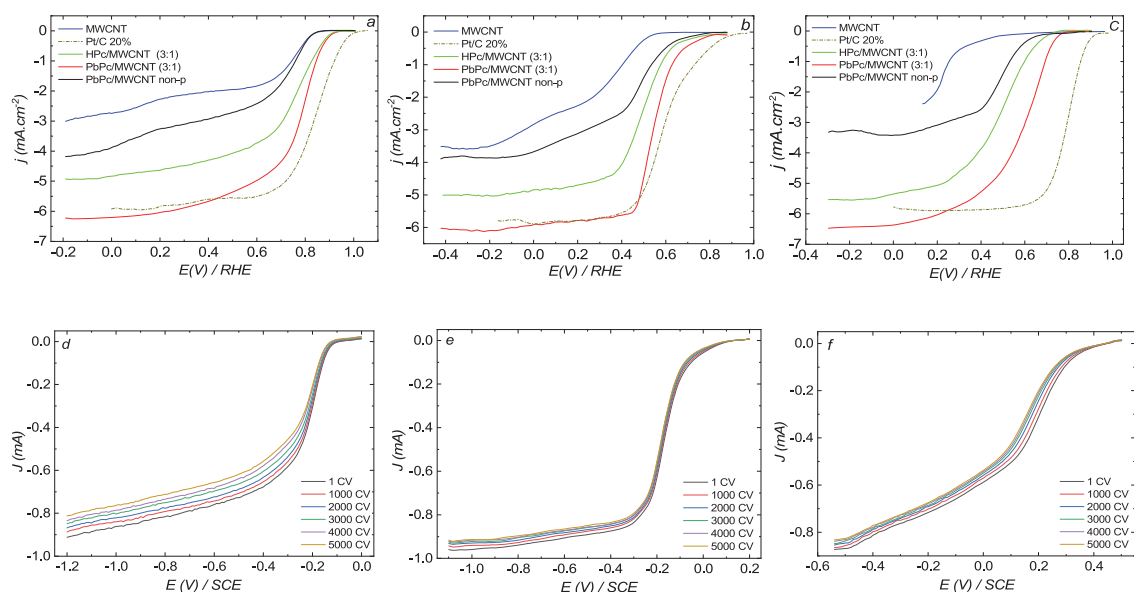 a
MWCNT
Pt/C 20%
HPc/MWCNT (3:1)
PbPc/MWCNT (3:1)
PbPc/MWCNT non-p
0
-1
-2
-3
-4
-5
-6
-7
j (mA.cm-2)
-0.2 0.0 0.2 0.4 0.6 0.8 1.0
E(V) / RHE
b
MWCNT
Pt/C 20%
HPc/MWCNT (3:1)
PbPc/MWCNT (3:1)
PbPc/MWCNT non-p
0
-1
-2
-3
-4
-5
-6
j (mA.cm-2)
-0.4 -0.2 0.0 0.2 0.4 0.6 0.8 1.0
E(V) / RHE
C
MWCNT
Pt/C 20%
HPc/MWCNT (3:1)
PbPc/MWCNT (3:1)
PbPc/MWCNT non-p
0
-1
-2
-3
-4
-5
-6
-7
j (mA.cm-2)
-0.4 -0.2 0.0 0.2 0.4 0.6 0.8 1.0
E(V) / RHE
d
0.0
-0.2
-0.4
-0.6
-0.8
-1.0
J (mA)
1 CV
1000 CV
2000 CV
3000 CV
4000 CV
5000 CV
-1.2 -1.0 -0.8 -0.6 -0.4 -0.2 0.0
E (V) / SCE
e
0.0
-0.2
-0.4
-0.6
-0.8
-1.0
J (mA)
1 CV
1000 CV
2000 CV
3000 CV
4000 CV
5000 CV
-1.0 -0.8 -0.6 -0.4 -0.2 0.0 0.2
E (V) / SCE
f
0.0
-0.2
-0.4
-0.6
-0.8
J (mA)
1 CV
1000 CV
2000 CV
3000 CV
4000 CV
5000 CV
-0.6 -0.4 -0.2 0.0 0.2 0.4
E (V) / SCE